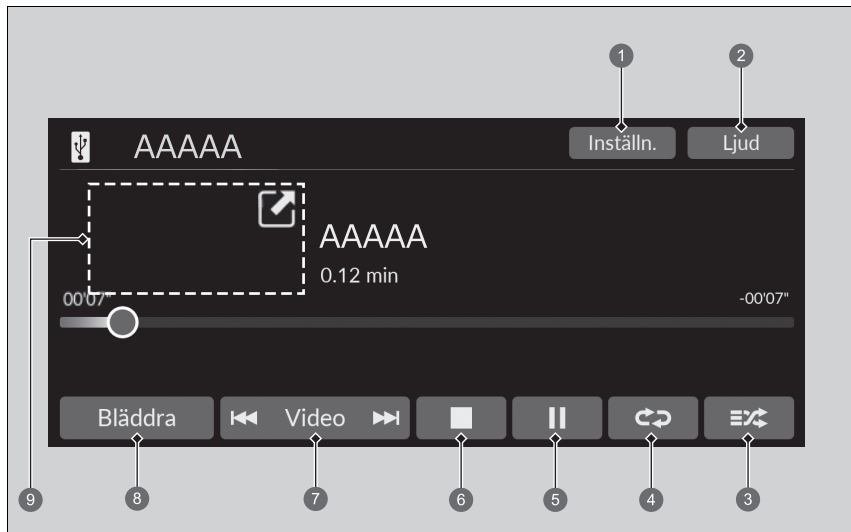 1 2
AAAAA Inställn. Ljud
AAAAA
0.12 min
9
00'07" -00'07"
Bläddra Video
8 7 6 5 4 3